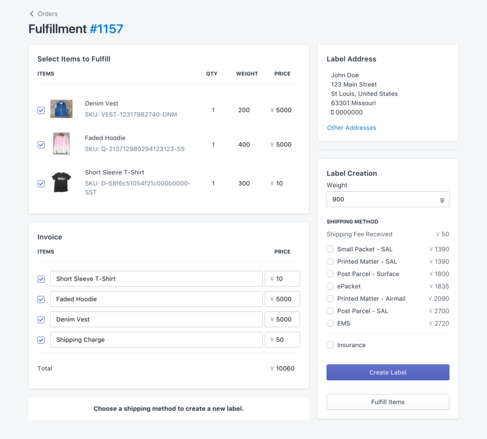 Orders
Fulfillment #1157
Select Items to Fulfill
ITEMS QTY WEIGHT PRICE
Denim Vest
SKU: VEST-12317982740-DNM
1 200 ¥ 5000
Faded Hoodie
SKU: Q-213712980294123123-SS
1 400 ¥ 5000
Short Sleeve T-Shirt
SKU: D-58f6c51054f21c000b0000-
SST
1 300 ¥ 10
Invoice
ITEMS PRICE
Short Sleeve T-Shirt ¥ 10
Faded Hoodie ¥ 5000
Denim Vest ¥ 5000
Shipping Charge ¥ 50
Total ¥ 10060
Choose a shipping method to create a new label.
Label Address
John Doe
123 Main Street
St Louis, United States
63301 Missouri
0000000
Other Addresses
Label Creation
Weight
900 g
SHIPPING METHOD
Shipping Fee Received ¥ 50
Small Packet - SAL ¥ 1390
Printed Matter - SAL ¥ 1390
Post Parcel - Surface ¥ 1800
ePacket ¥ 1835
Printed Matter - Airmail ¥ 2090
Post Parcel - SAL ¥ 2700
EMS ¥ 2720
Insurance
Create Label
Fulfill Items